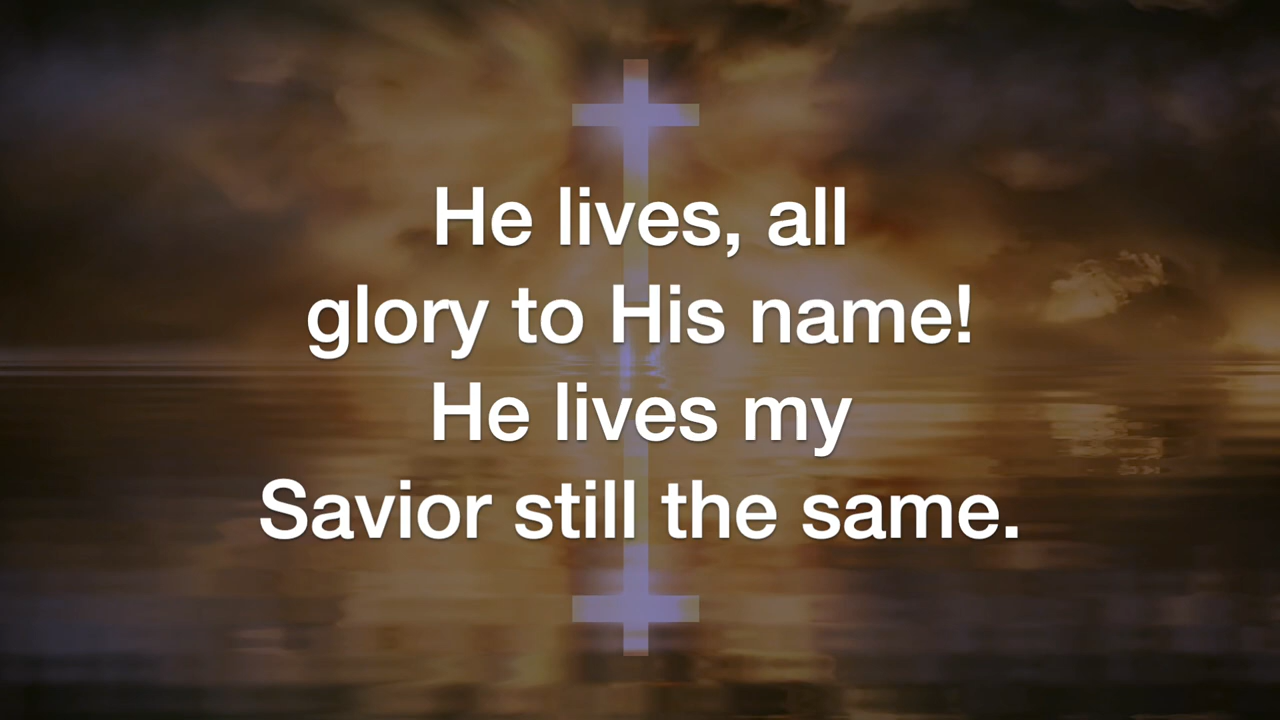 He lives, all
glory to His name!
He lives my
Savior still the same.